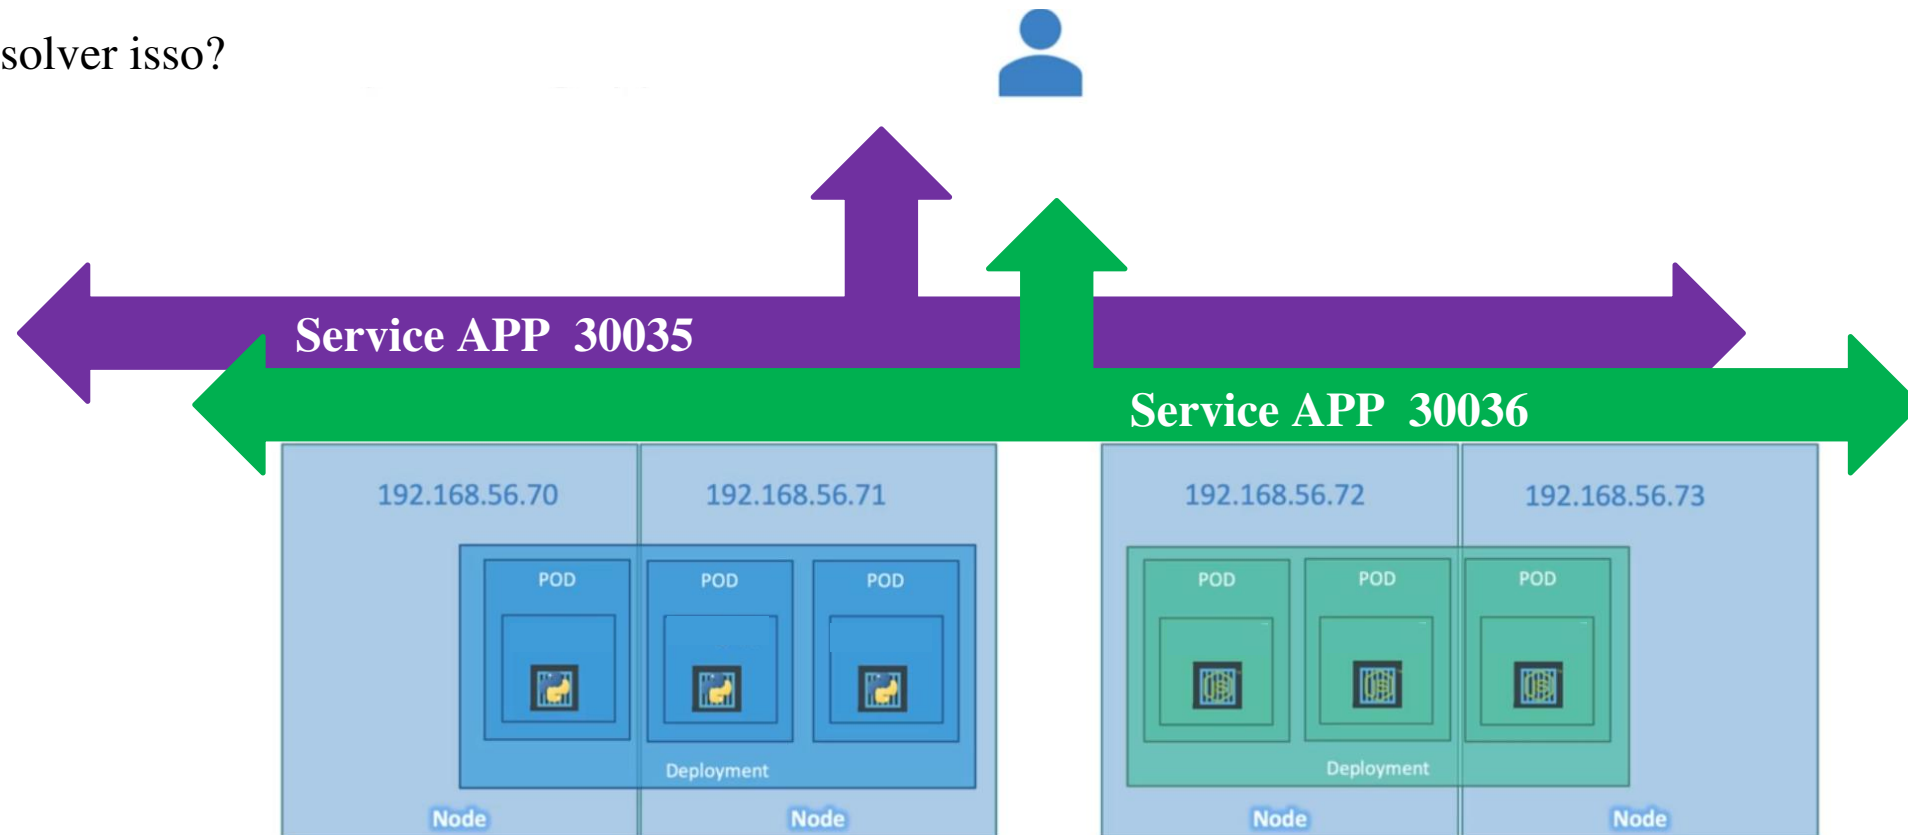 solver isso?
Service APP 30035
Service APP 30036
192.168.56.70
192.168.56.71
192.168.56.72
192.168.56.73
POD
POD
POD
POD
POD
POD
Deployment
Deployment
Node
Node
Node
Node